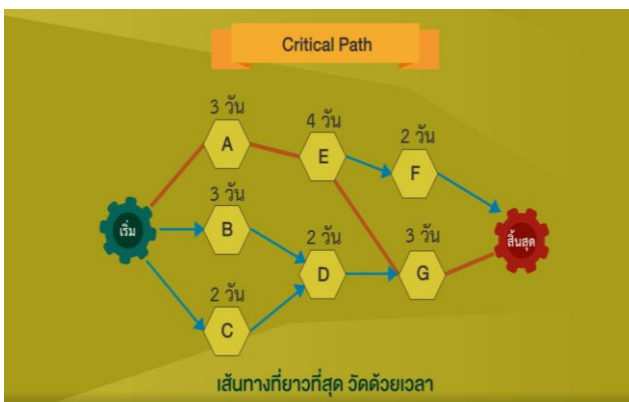 Critical Path
3 วัน
A
4 วัน
E
2 วัน
F
เริ่ม
3 วัน
B
2 วัน
D
3 วัน
G
สิ้นสุด
2 วัน
C
เส้นทางที่ยาวที่สุด วัดด้วยเวลา